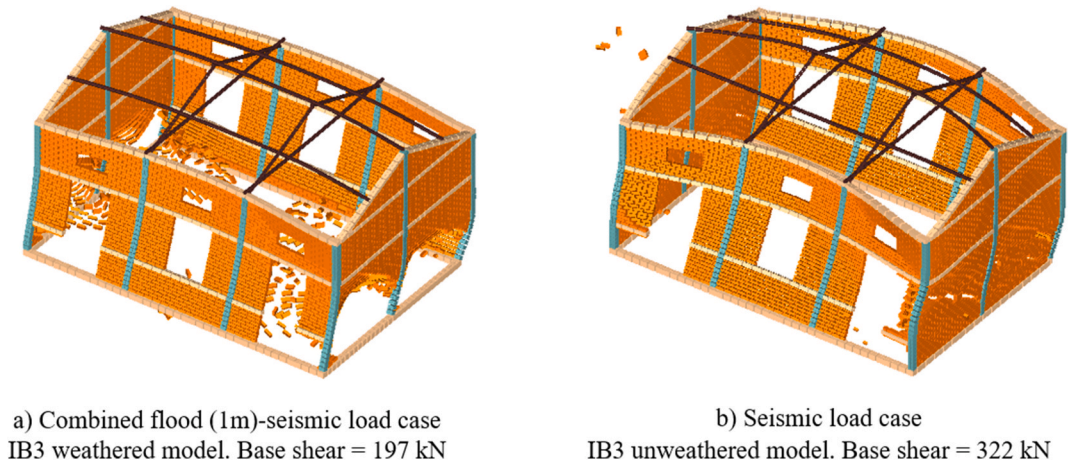 a) Combined flood (1m)-seismic load case
IB3 weathered model. Base shear = 197 kN
b) Seismic load case
IB3 unweathered model. Base shear = 322 kN